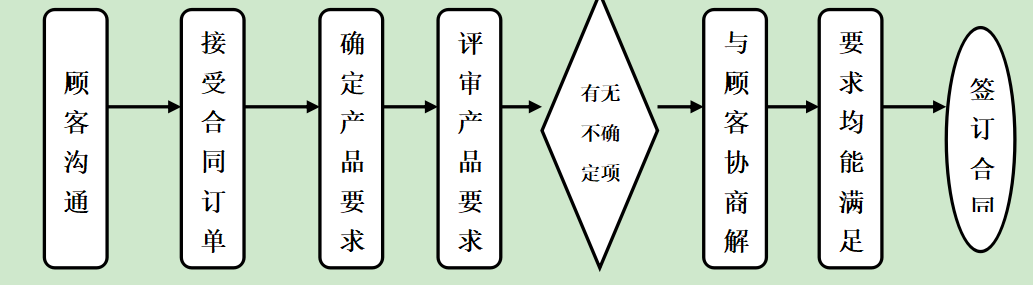 顾客沟通
接受合同订单
确定产品要求
评审产品要求
有无
不确
定项
与顾客协商解
要求均能满足
签订合同